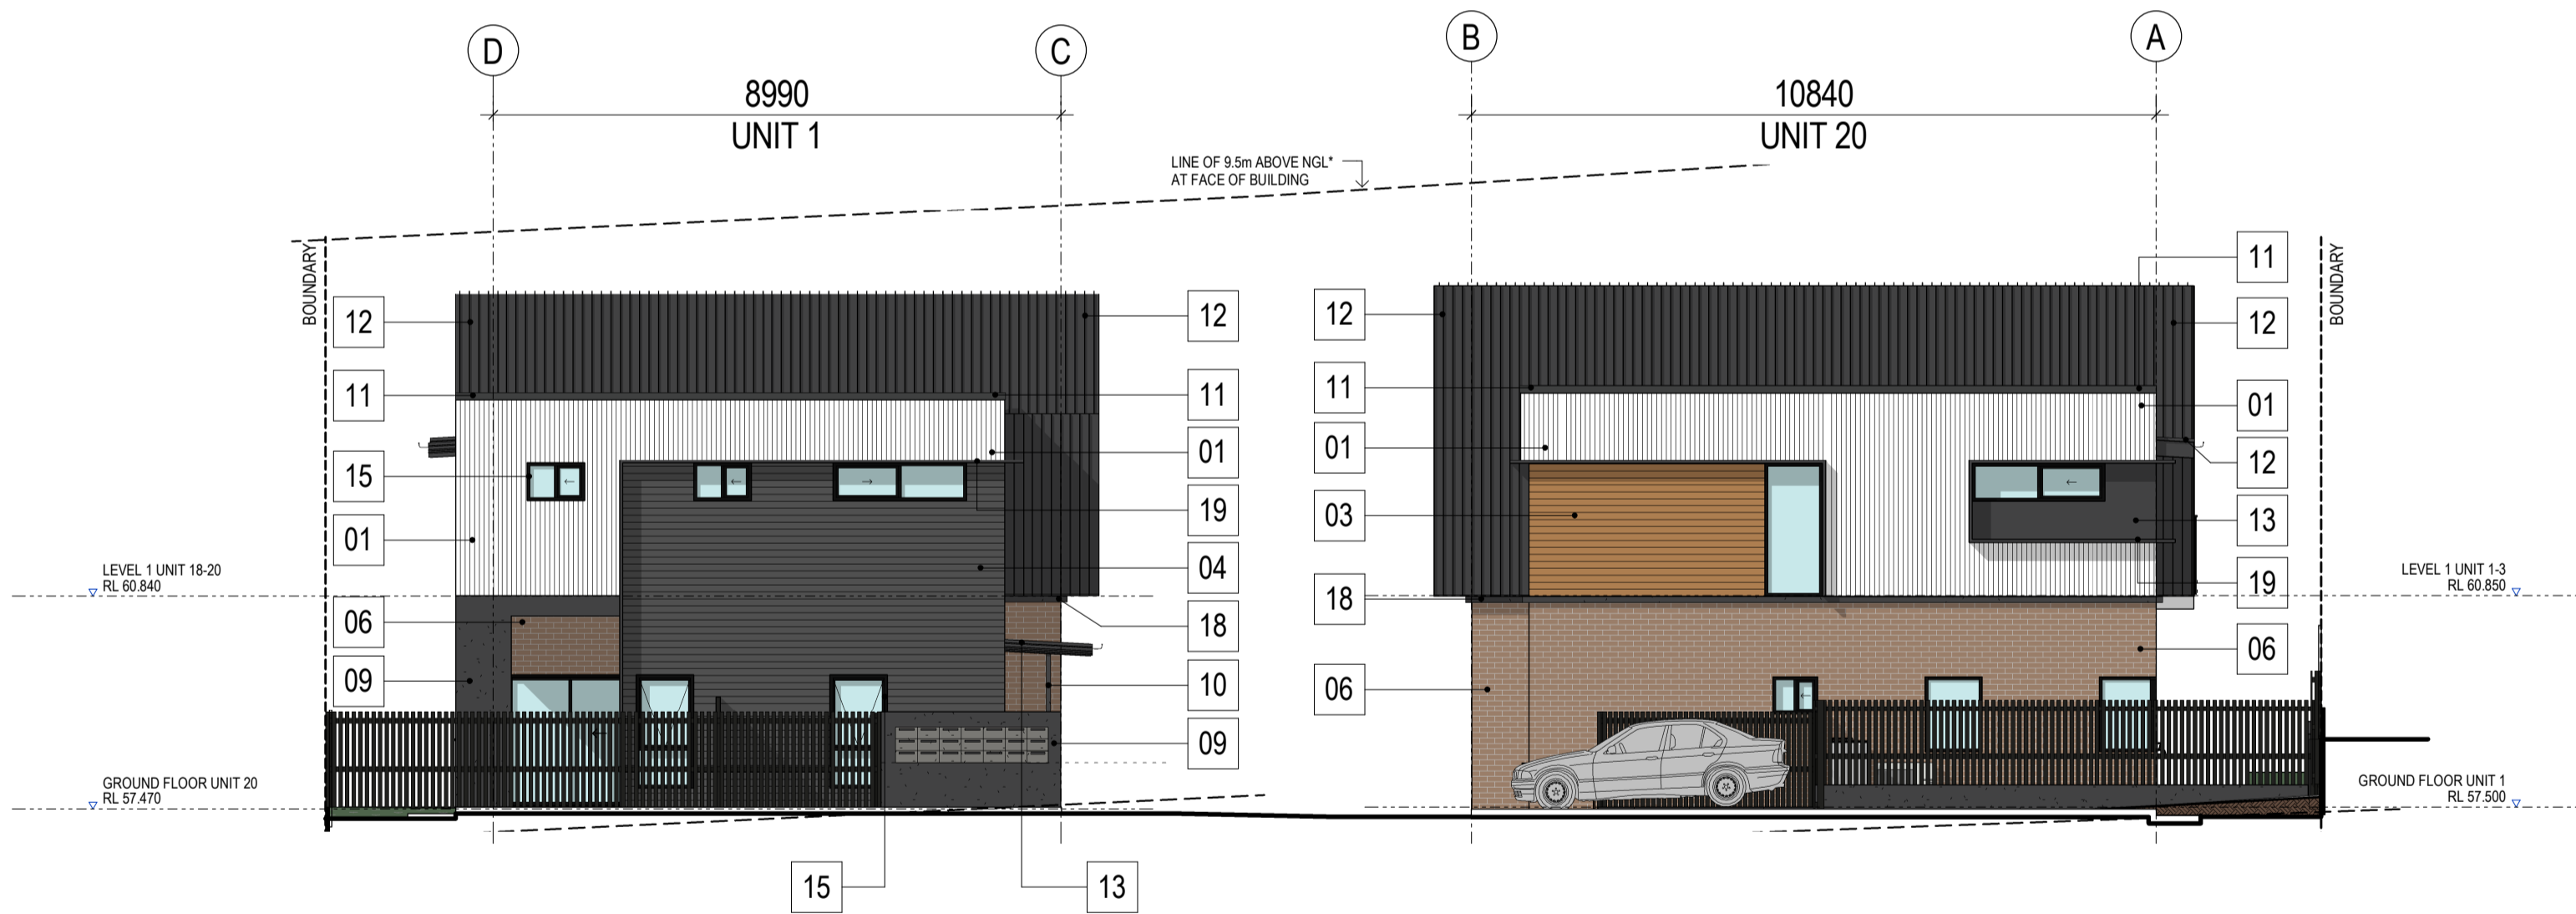 D
C
B
A
8990
UNIT 1
10840
UNIT 20
LINE OF 9.5m ABOVE NGL*
AT FACE OF BUILDING
BOUNDARY
12
11
15
01
06
09
LEVEL 1 UNIT 18-20
RL 60.840
GROUND FLOOR UNIT 20
RL 57.470
12
11
01
19
04
18
10
09
15
13
12
11
01
03
18
06
11
12
01
12
13
19
06
BOUNDARY
LEVEL 1 UNIT 1-3
RL 60.850
GROUND FLOOR UNIT 1
RL 57.500